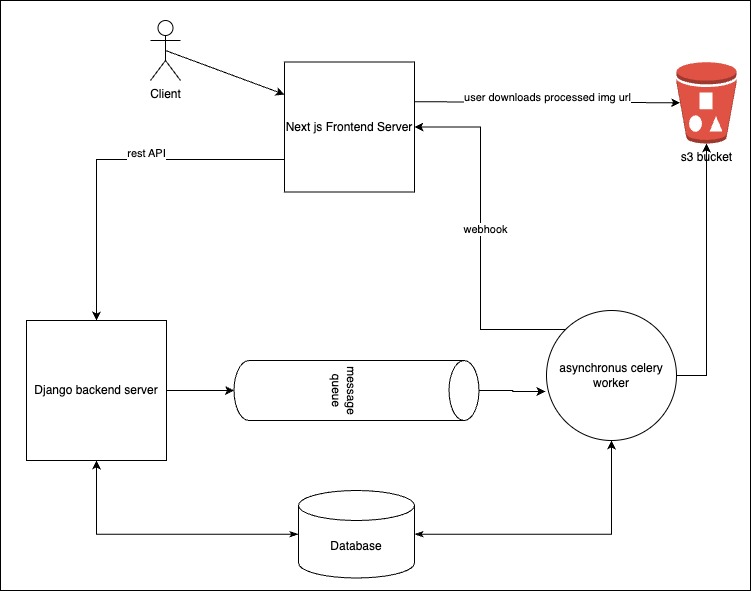 Client
Next js Frontend Server
user downloads processed img url
s3 bucket
rest API
webhook
Django backend server
message
queue
asynchronus celery
worker
Database